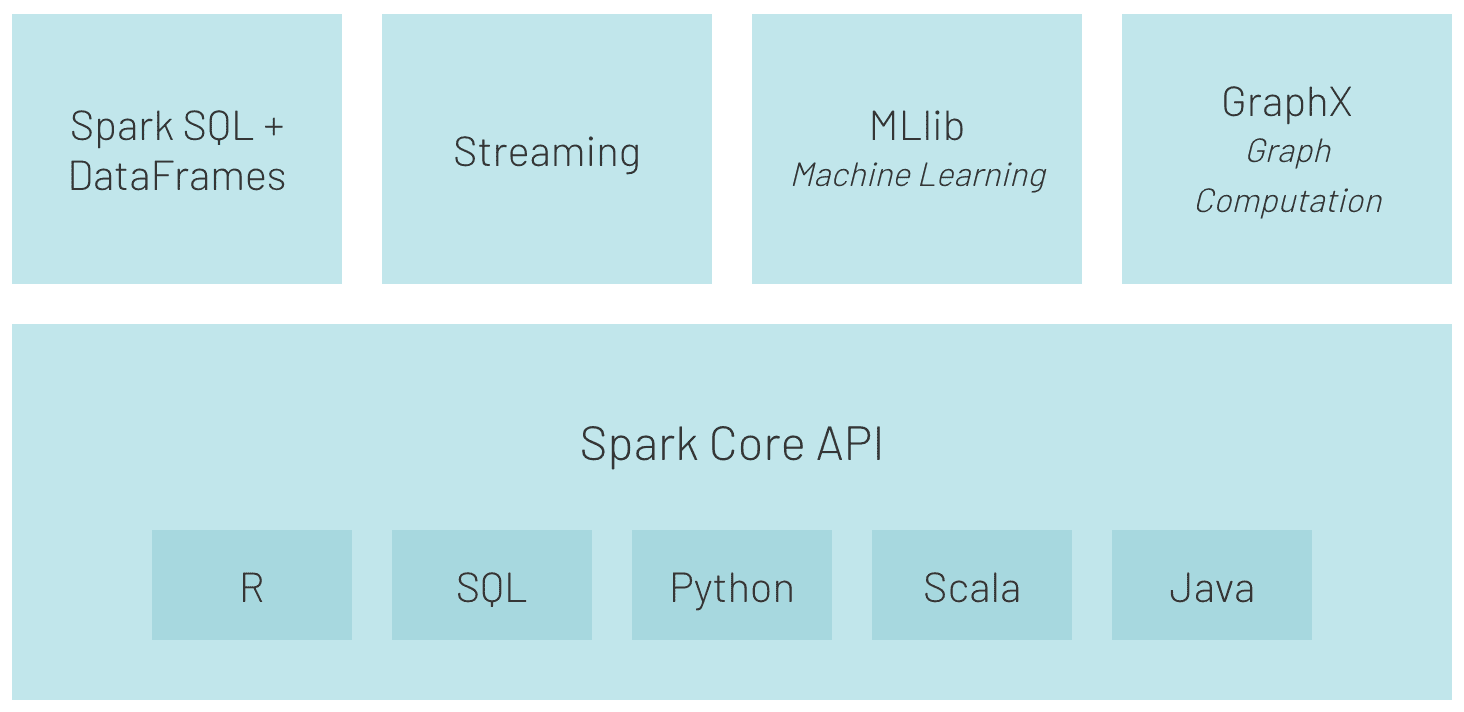 Spark SQL +
DataFrames
Streaming
MLlib
Machine Learning
GraphX
Graph
Computation
Spark Core API
R
SQL
Python
Scala
Java